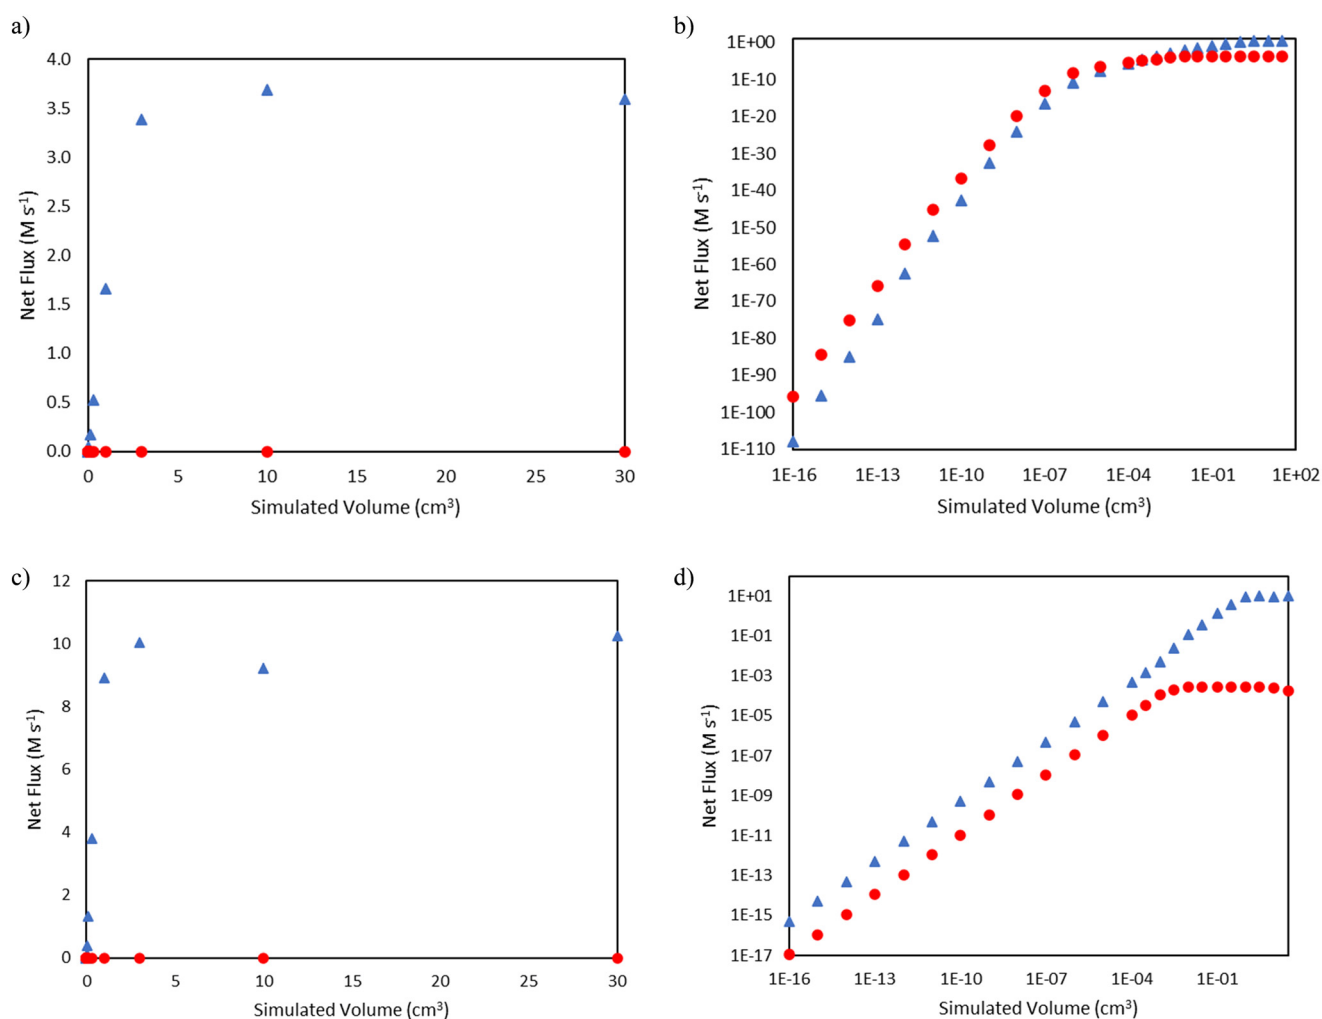 a)
4.0
3.5
3.0
2.5
2.0
1.5
1.0
0.5
0.0
Net Flux (M s⁻¹)
0 5 10 15 20 25 30
Simulated Volume (cm³)
b)
1E+00
1E-10
1E-20
1E-30
1E-40
1E-50
1E-60
1E-70
1E-80
1E-90
1E-100
1E-110
Net Flux (M s⁻¹)
1E-16 1E-13 1E-10 1E-07 1E-04 1E-01 1E+02
Simulated Volume (cm³)
c)
12
10
8
6
4
2
0
Net Flux (M s⁻¹)
0 5 10 15 20 25 30
Simulated Volume (cm³)
d)
1E+01
1E-01
1E-03
1E-05
1E-07
1E-09
1E-11
1E-13
1E-15
1E-17
Net Flux (M s⁻¹)
1E-16 1E-13 1E-10 1E-07 1E-04 1E-01
Simulated Volume (cm³)